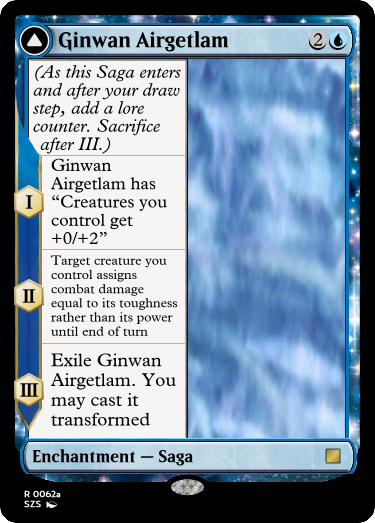 Ginwan Airgetlam 2
(As this Saga enters
and after your draw
step, add a lore
counter. Sacrifice
after III.)
I
Ginwan
Airgetlam has
“Creatures you
control get
+0/+2”
II
Target creature you
control assigns
combat damage
equal to its toughness
rather than its power
until end of turn
III
Exile Ginwan
Airgetlam. You
may cast it
transformed
Enchantment — Saga
R 0062a
SZS